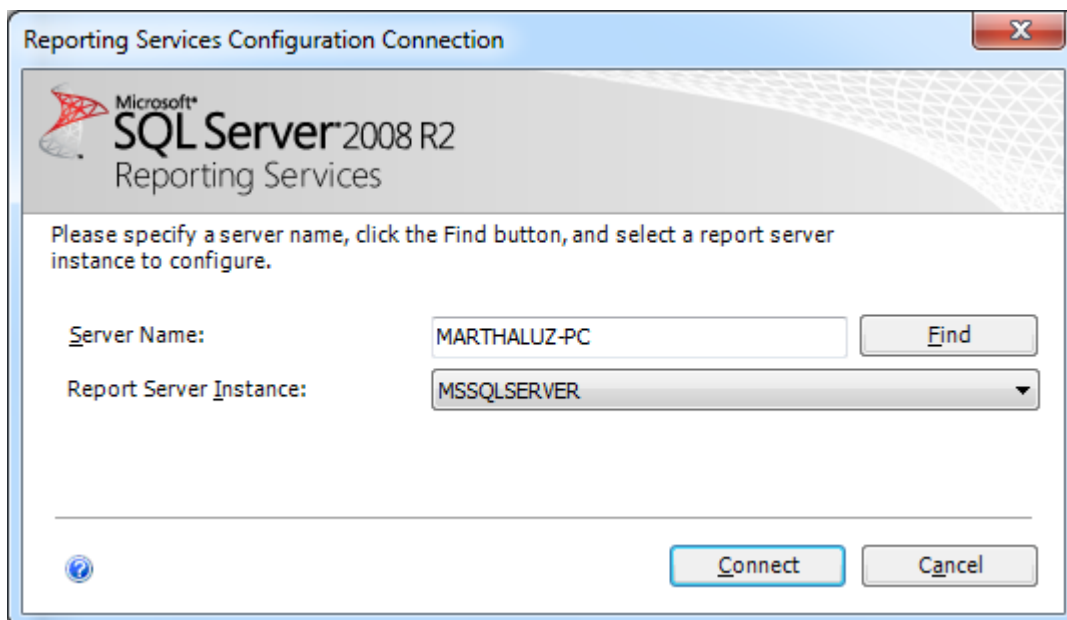 Reporting Services Configuration Connection
Microsoft®
SQL Server® 2008 R2
Reporting Services
Please specify a server name, click the Find button, and select a report server
instance to configure.
Server Name: MARTHALUZ-PC Find
Report Server Instance: MSSQLSERVER
Connect Cancel